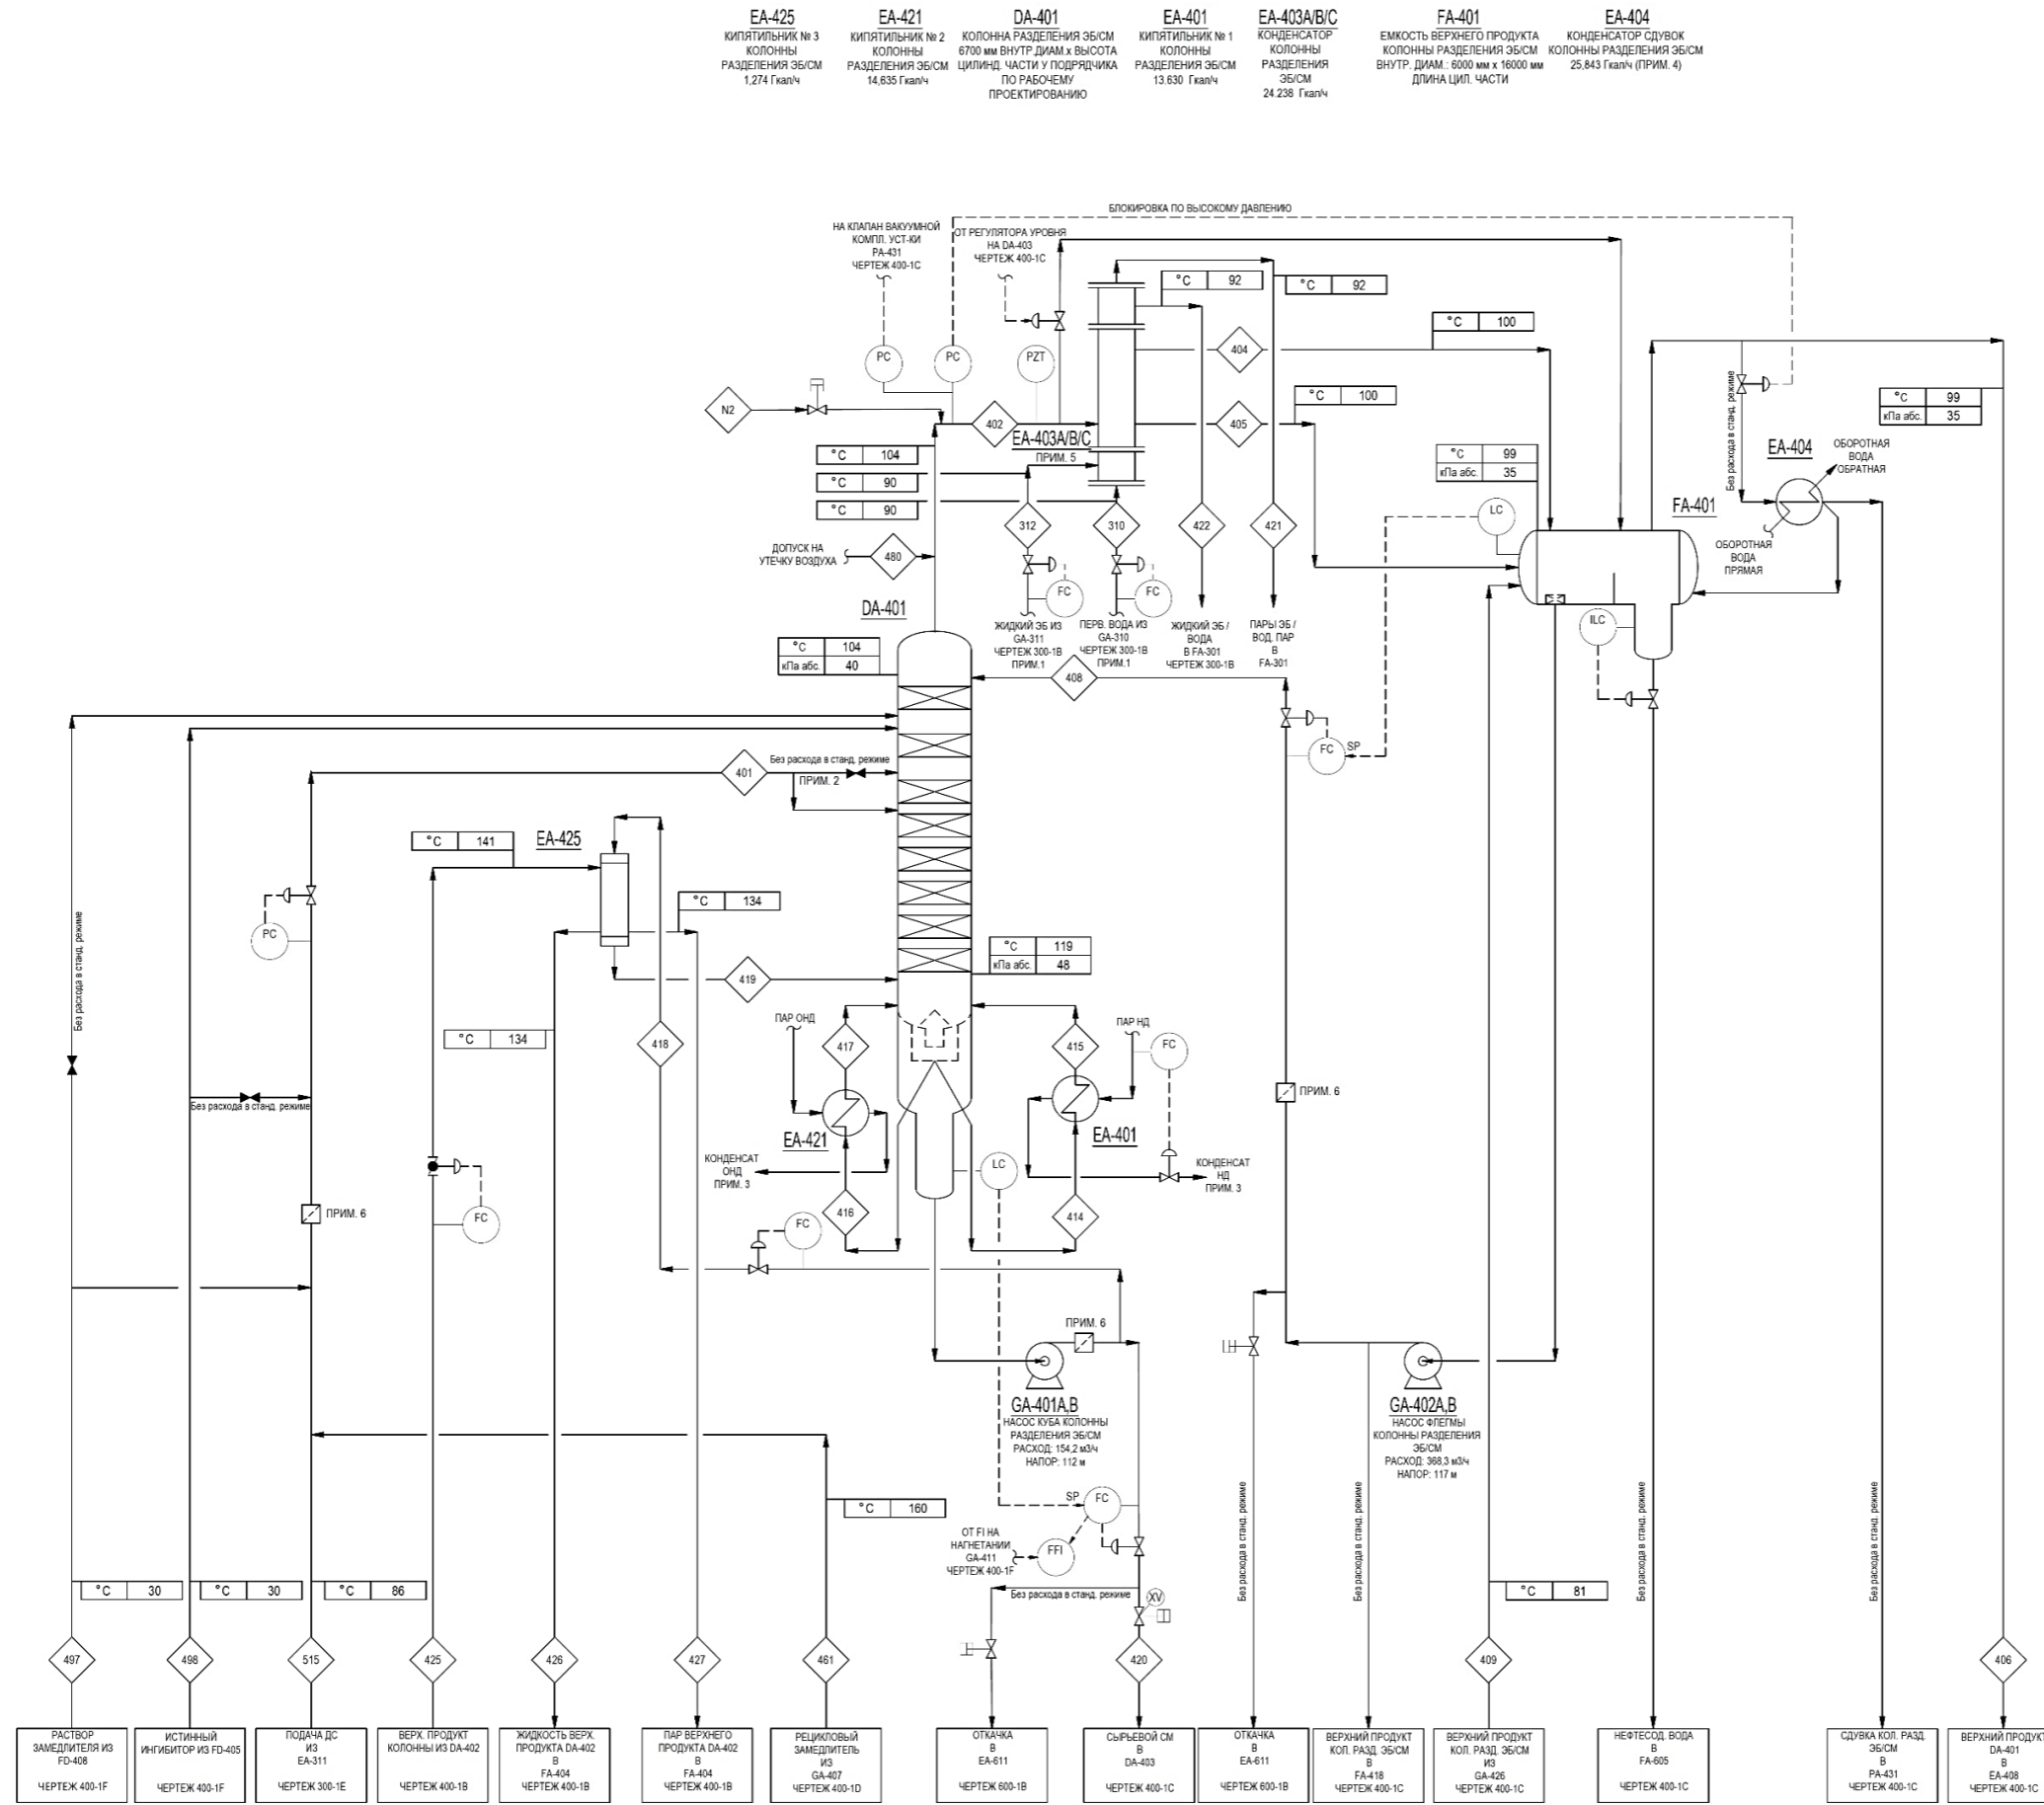 EA-425
КИПЯТИЛЬНИК № 3
КОЛОННЫ
РАЗДЕЛЕНИЯ ЭБ/СМ
1,274 Гкал/ч
EA-421
КИПЯТИЛЬНИК № 2
КОЛОННЫ
РАЗДЕЛЕНИЯ ЭБ/СМ
14,635 Гкал/ч
DA-401
КОЛОННА РАЗДЕЛЕНИЯ ЭБ/СМ
6700 мм ВНУТР.ДИАМ.x ВЫСОТА
ЦИЛИНД. ЧАСТИ У ПОДРЯДЧИКА
ПО РАБОЧЕМУ
ПРОЕКТИРОВАНИЮ
EA-401
КИПЯТИЛЬНИК № 1
КОЛОННЫ
РАЗДЕЛЕНИЯ ЭБ/СМ
13.630 Гкал/ч
EA-403A/B/C
КОНДЕНСАТОР
КОЛОННЫ
РАЗДЕЛЕНИЯ
ЭБ/СМ
24.238 Гкал/ч
FA-401
ЕМКОСТЬ ВЕРХНЕГО ПРОДУКТА
КОЛОННЫ РАЗДЕЛЕНИЯ ЭБ/СМ
ВНУТР. ДИАМ.: 6000 мм x 16000 мм
ДЛИНА ЦИЛ. ЧАСТИ
EA-404
КОНДЕНСАТОР СДУВОК
КОЛОННЫ РАЗДЕЛЕНИЯ ЭБ/СМ
25,843 Гкал/ч (ПРИМ. 4)
БЛОКИРОВКА ПО ВЫСОКОМУ ДАВЛЕНИЮ
НА КЛАПАН ВАКУУМНОЙ
КОМПЛ. УСТ-КИ
PA-431
ЧЕРТЕЖ 400-1C
ОТ РЕГУЛЯТОРА УРОВНЯ
НА DA-403
ЧЕРТЕЖ 400-1C
°C 92
°C 92
°C 100
PC
PC
PZT
404
Без расхода в станд. режиме
°C 99
кПа абс. 35
°C 100
N2
402
405
EA-403A/B/C
ПРИМ. 5
°C 104
°C 90
°C 90
°C 99
кПа абс. 35
EA-404
ОБОРОТНАЯ
ВОДА
ОБРАТНАЯ
FA-401
LC
312
310
422
421
ОБОРОТНАЯ
ВОДА
ПРЯМАЯ
ДОПУСК НА
УТЕЧКУ ВОЗДУХА
480
FC
FC
DA-401
ЖИДКИЙ ЭБ ИЗ
GA-311
ЧЕРТЕЖ 300-1B
ПРИМ.1
ПЕРВ. ВОДА ИЗ
GA-310
ЧЕРТЕЖ 300-1B
ПРИМ.1
ЖИДКИЙ ЭБ /
ВОДА
В FA-301
ЧЕРТЕЖ 300-1B
ПАРЫ ЭБ /
ВОД. ПАР
В
FA-301
ILC
°C 104
кПа абс. 40
408
FC
SP
401
Без расхода в станд. режиме
ПРИМ. 2
°C 141
EA-425
°C 134
PC
Без расхода в станд. режиме
°C 119
кПа абс. 48
419
°C 134
418
ПАР ОНД
417
415
ПАР НД
FC
EA-421
EA-401
ПРИМ. 6
Без расхода в станд. режиме
КОНДЕНСАТ
ОНД
ПРИМ. 3
LC
КОНДЕНСАТ
НД
ПРИМ. 3
416
414
ПРИМ. 6
FC
FC
ПРИМ. 6
GA-401A,B
НАСОС КУБА КОЛОННЫ
РАЗДЕЛЕНИЯ ЭБ/СМ
РАСХОД: 154,2 м3/ч
НАПОР: 112 м
GA-402A,B
НАСОС ФЛЕГМЫ
КОЛОННЫ РАЗДЕЛЕНИЯ
ЭБ/СМ
РАСХОД: 368,3 м3/ч
НАПОР: 117 м
°C 160
SP
FC
ОТ FI НА
НАГНЕТАНИИ
GA-411
ЧЕРТЕЖ 400-1F
FFI
Без расхода в станд. режиме
XV
Без расхода в станд. режиме
Без расхода в станд. режиме
Без расхода в станд. режиме
Без расхода в станд. режиме
°C 30
°C 30
°C 86
°C 81
497
498
515
425
426
427
461
420
409
406
РАСТВОР
ЗАМЕДЛИТЕЛЯ ИЗ
FD-408
ЧЕРТЕЖ 400-1F
ИСТИННЫЙ
ИНГИБИТОР ИЗ FD-405
ЧЕРТЕЖ 400-1F
ПОДАЧА ДС
ИЗ
EA-311
ЧЕРТЕЖ 300-1E
ВЕРХ. ПРОДУКТ
КОЛОННЫ ИЗ DA-402
ЧЕРТЕЖ 400-1B
ЖИДКОСТЬ ВЕРХ.
ПРОДУКТА DA-402
В
FA-404
ЧЕРТЕЖ 400-1B
ПАР ВЕРХНЕГО
ПРОДУКТА DA-402
В
FA-404
ЧЕРТЕЖ 400-1B
РЕЦИКЛОВЫЙ
ЗАМЕДЛИТЕЛЬ
ИЗ
GA-407
ЧЕРТЕЖ 400-1D
ОТКАЧКА
В
EA-611
ЧЕРТЕЖ 600-1B
СЫРЬЕВОЙ СМ
В
DA-403
ЧЕРТЕЖ 400-1C
ОТКАЧКА
В
EA-611
ЧЕРТЕЖ 600-1B
ВЕРХНИЙ ПРОДУКТ
КОЛ. РАЗД. ЭБ/СМ
В
FA-418
ЧЕРТЕЖ 400-1C
ВЕРХНИЙ ПРОДУКТ
КОЛ. РАЗД. ЭБ/СМ
ИЗ
GA-426
ЧЕРТЕЖ 400-1C
НЕФТЕСОД. ВОДА
В
FA-605
ЧЕРТЕЖ 400-1C
СДУВКА КОЛ. РАЗД.
ЭБ/СМ
В
PA-431
ЧЕРТЕЖ 400-1C
ВЕРХНИЙ ПРОДУКТ
DA-401
В
EA-408
ЧЕРТЕЖ 400-1C